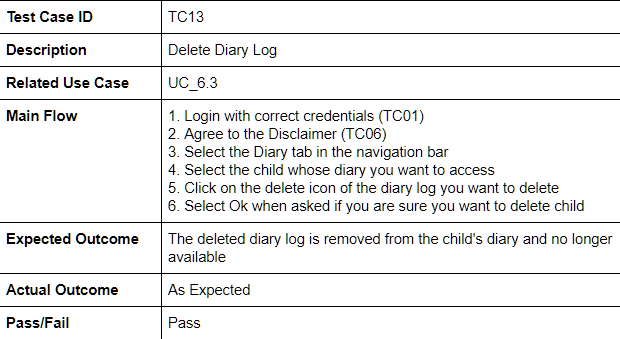 Test Case ID TC13
Description Delete Diary Log
Related Use Case UC_6.3
Main Flow 1. Login with correct credentials (TC01)
2. Agree to the Disclaimer (TC06)
3. Select the Diary tab in the navigation bar
4. Select the child whose diary you want to access
5. Click on the delete icon of the diary log you want to delete
6. Select Ok when asked if you are sure you want to delete child
Expected Outcome The deleted diary log is removed from the child's diary and no longer
available
Actual Outcome As Expected
Pass/Fail Pass